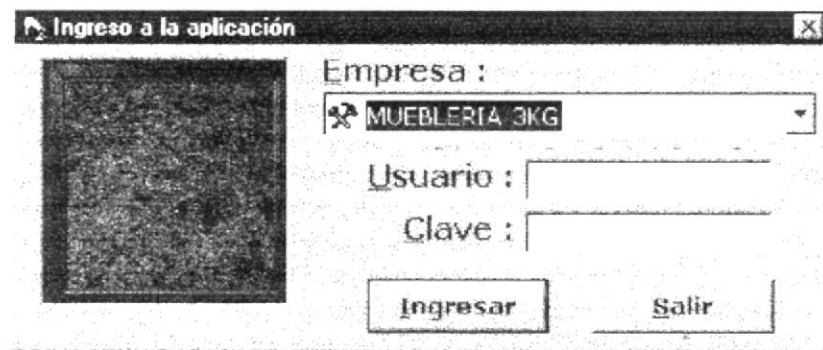 Ingreso a la aplicación
Empresa :
MUEBLERIA 3KG
Usuario :
Clave :
Ingresar Salir